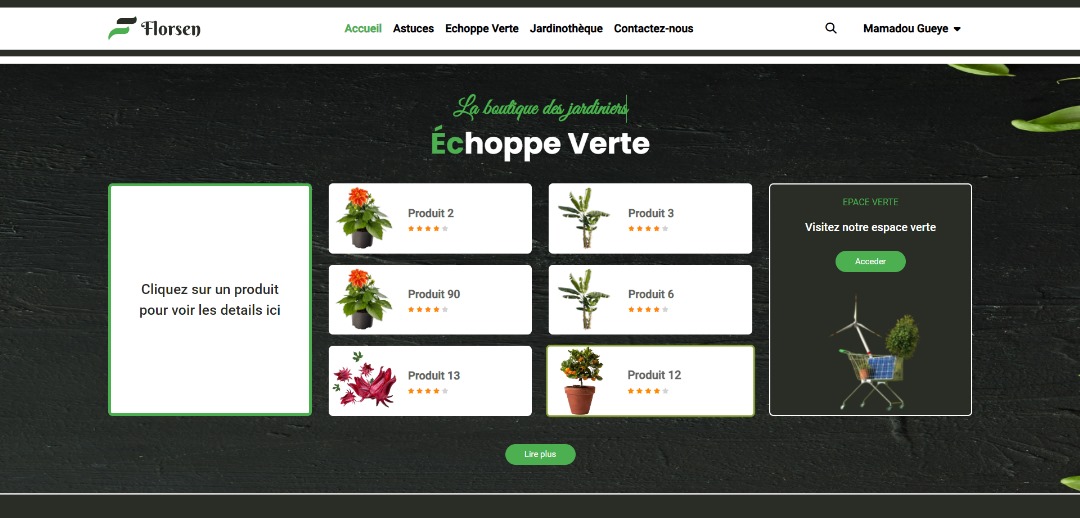 Florsen
Accueil Astuces Echoppe Verte Jardinothèque Contactez-nous
Mamadou Gueye
La boutique des jardiniers
Échoppe Verte
Cliquez sur un produit
pour voir les details ici
Produit 2
Produit 3
Produit 90
Produit 6
Produit 13
Produit 12
EPACE VERTE
Visitez notre espace verte
Acceder
Lire plus